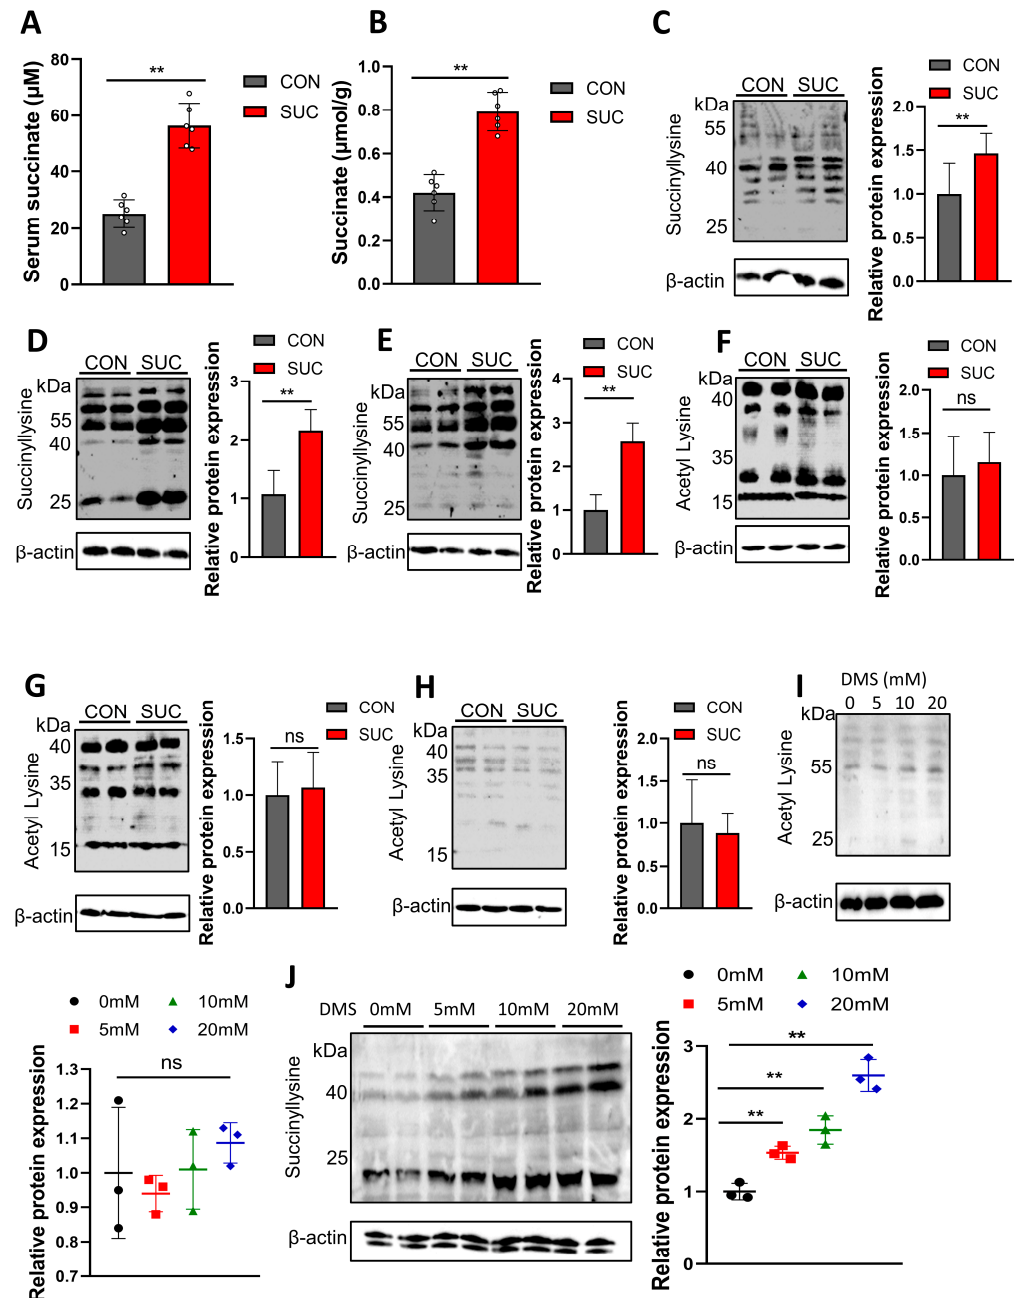 A
Serum succinate (μM)
80
60
40
20
0
**
CON
SUC
B
Succinate (μmol/g)
1.0
0.8
0.6
0.4
0.2
0.0
**
CON
SUC
C
CON SUC
kDa
55
40
25
Succinyllysine
β-actin
CON
SUC
Relative protein expression
2.0
1.5
1.0
0.5
0.0
**
D
CON SUC
kDa
55
40
25
Succinyllysine
β-actin
CON
SUC
Relative protein expression
3
2
1
0
**
E
CON SUC
kDa
55
40
25
Succinyllysine
β-actin
CON
SUC
Relative protein expression
4
3
2
1
0
**
F
CON SUC
kDa
40
35
15
Acetyl Lysine
β-actin
CON
SUC
Relative protein expression
2.0
1.5
1.0
0.5
0.0
ns
G
CON SUC
kDa
40
35
15
Acetyl Lysine
β-actin
CON
SUC
Relative protein expression
1.5
1.0
0.5
0.0
ns
H
CON SUC
kDa
40
35
15
Acetyl Lysine
β-actin
CON
SUC
Relative protein expression
2.0
1.5
1.0
0.5
0.0
ns
I
DMS (mM)
0 5 10 20
kDa
55
25
Acetyl Lysine
β-actin
0mM 10mM
5mM 20mM
Relative protein expression
1.3
1.2
1.1
1.0
0.9
0.8
0.7
ns
J
DMS 0mM 5mM 10mM 20mM
kDa
40
25
Succinyllysine
β-actin
0mM 10mM
5mM 20mM
Relative protein expression
3
2
1
0
**
**
**